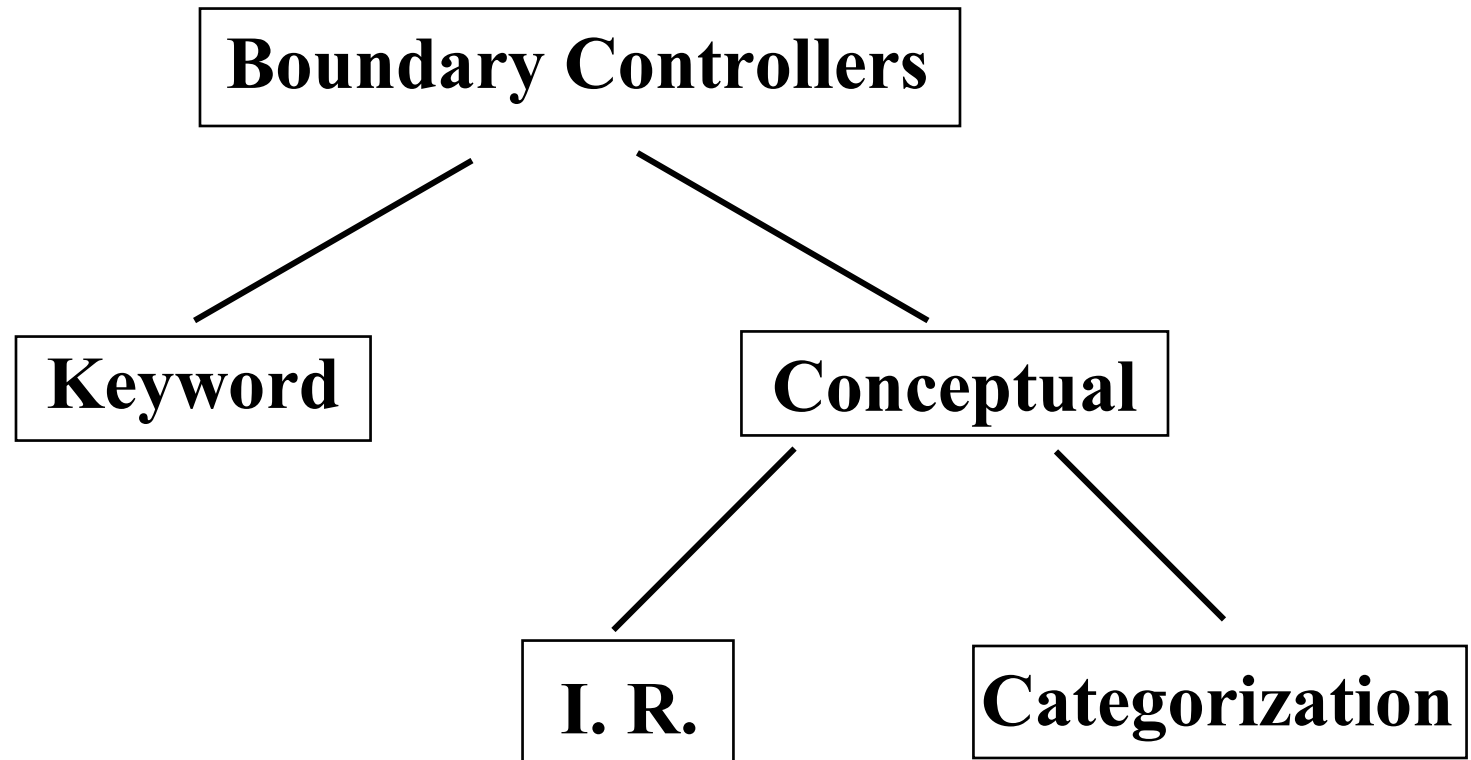 Boundary Controllers
Keyword
Conceptual
I. R.
Categorization